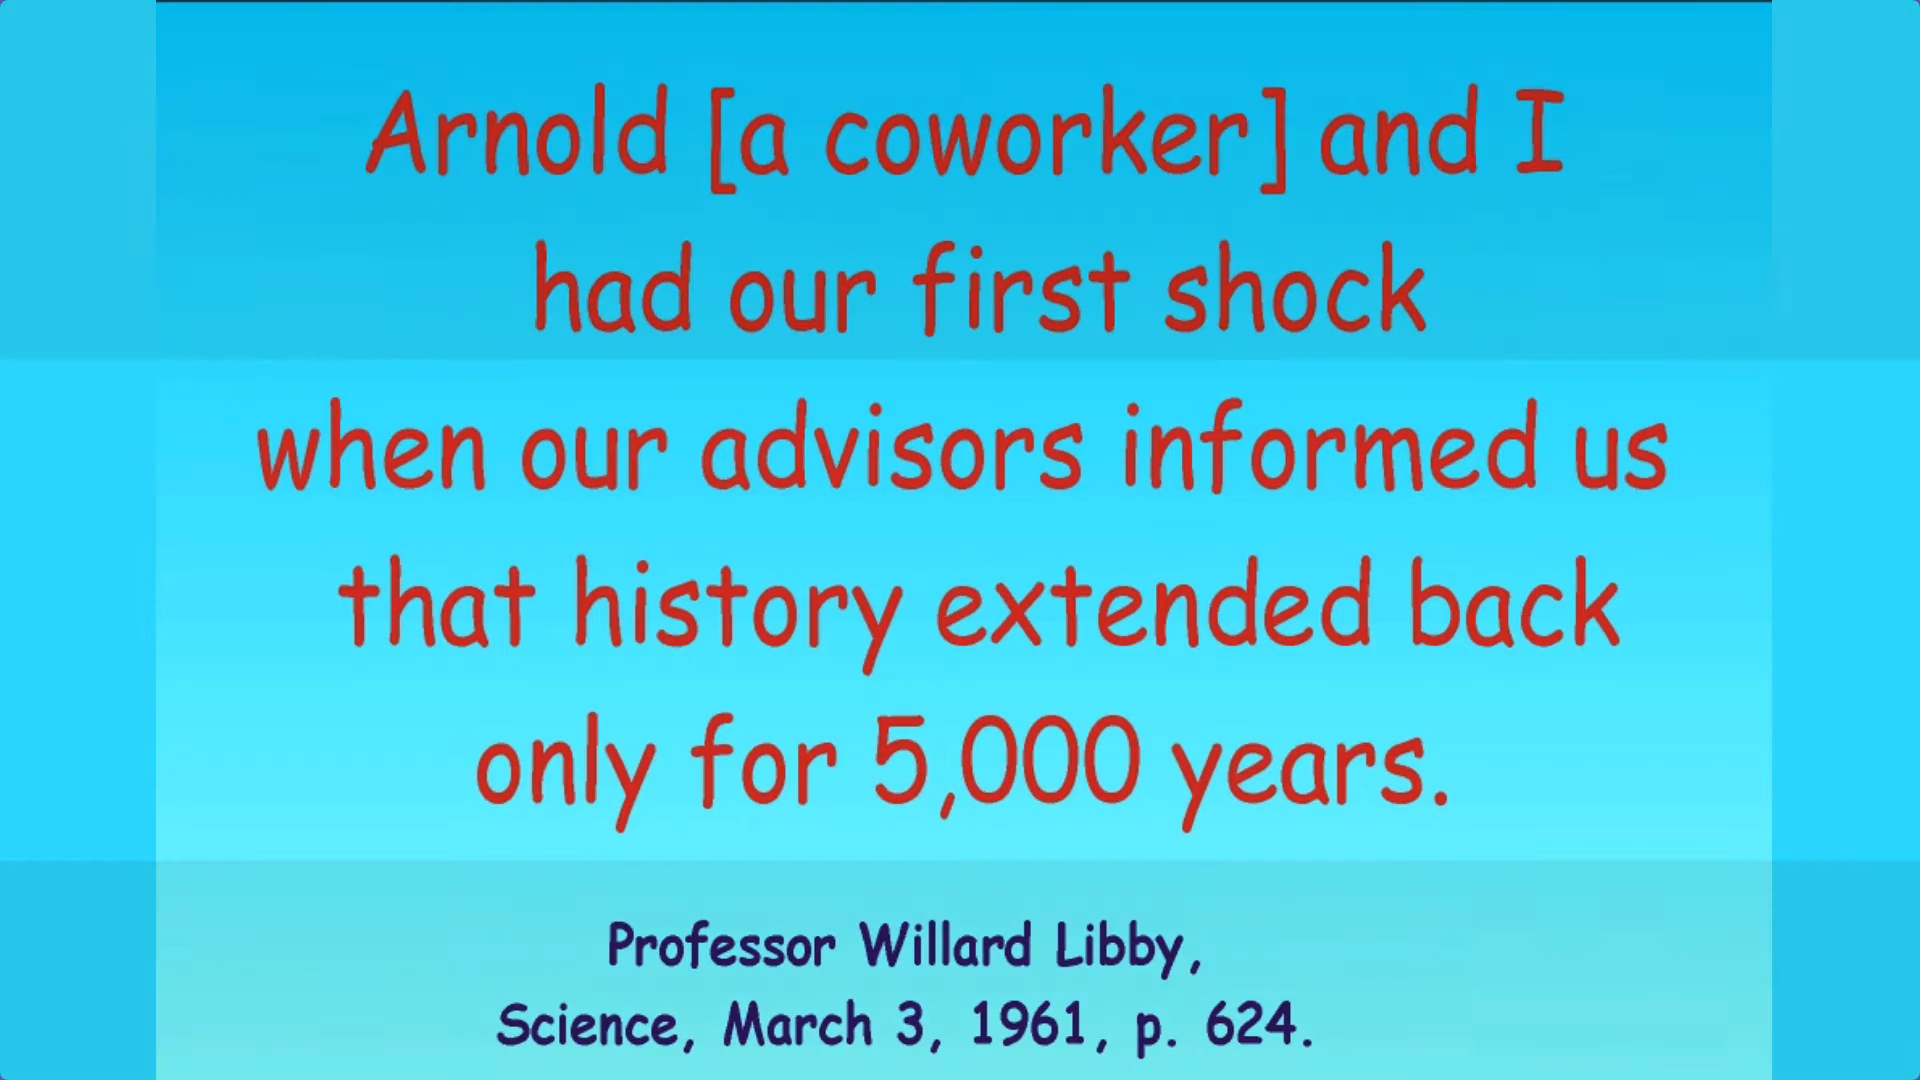 Arnold [a coworker] and I
had our first shock
when our advisors informed us
that history extended back
only for 5,000 years.
Professor Willard Libby,
Science, March 3, 1961, p. 624.